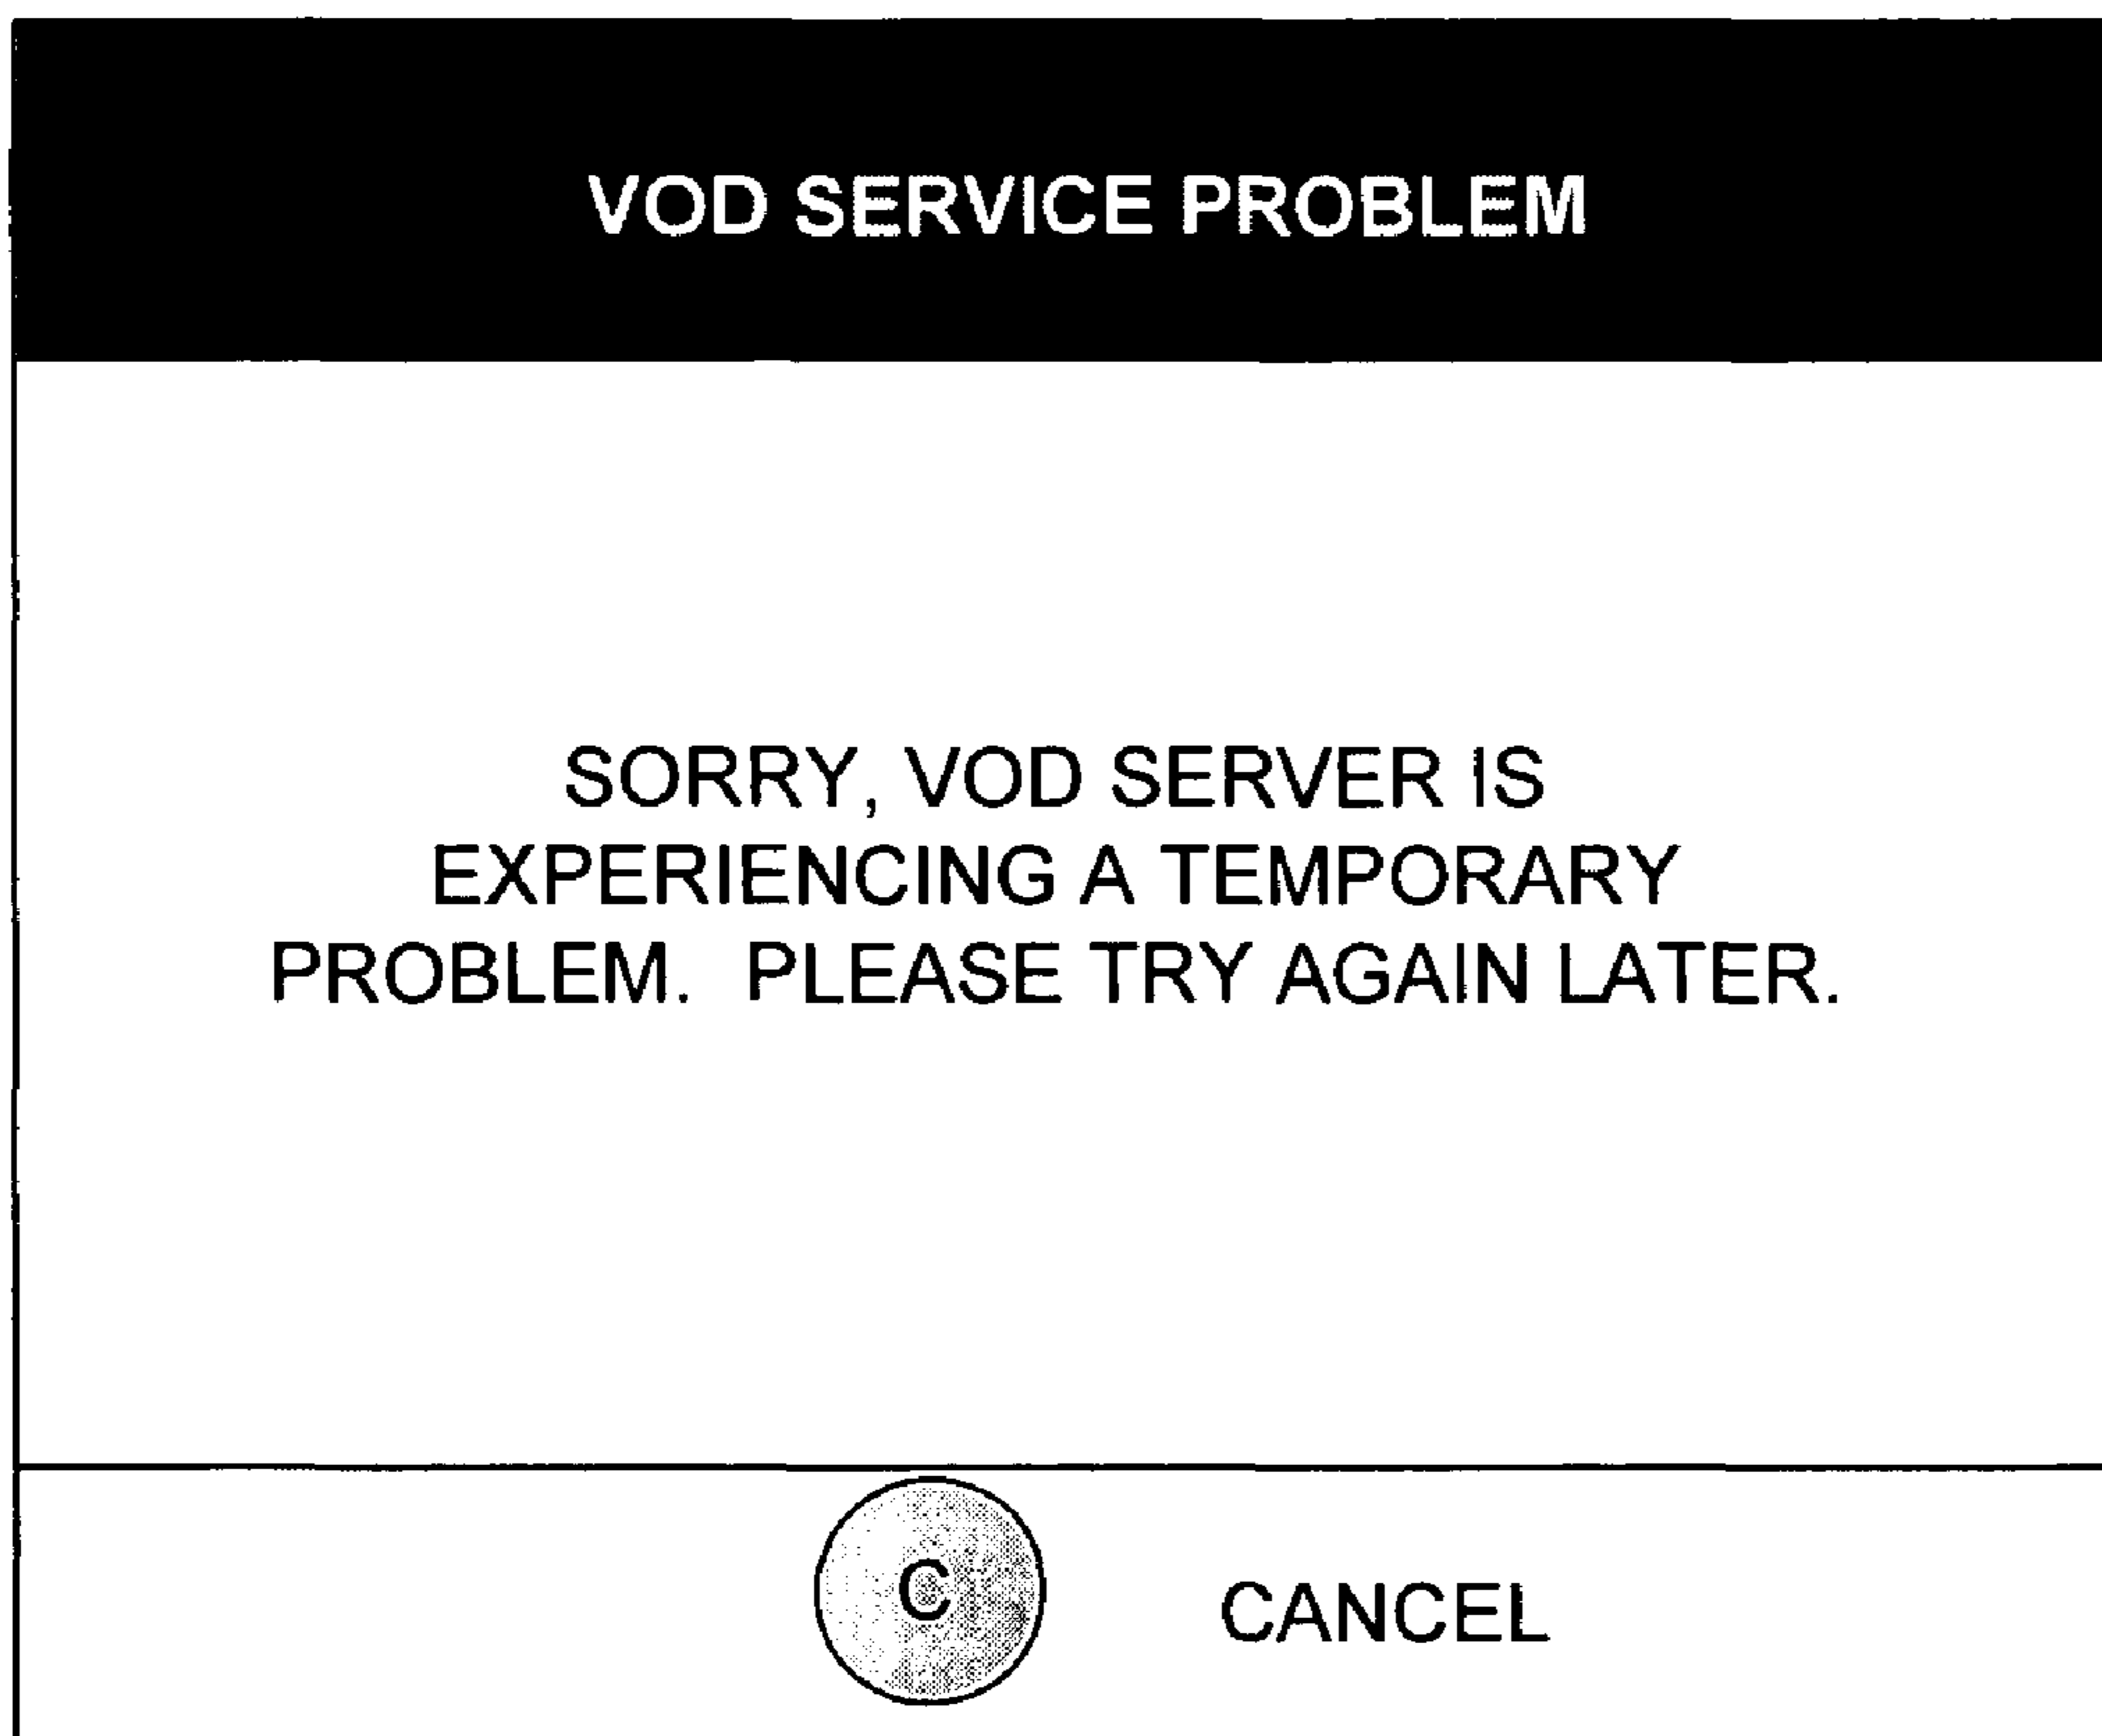 VOD SERVICE PROBLEM
SORRY, VOD SERVER IS
EXPERIENCING A TEMPORARY
PROBLEM. PLEASE TRY AGAIN LATER.
C CANCEL